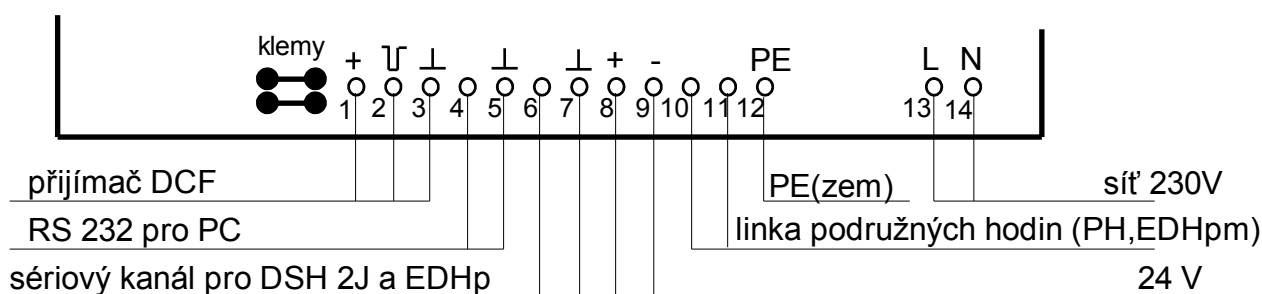 klemy
+ ⊥ ⊥ ⊥ + - PE L N
1 2 3 4 5 6 7 8 9 10 11 12 13 14
přijímač DCF
PE(zem)
síť 230V
RS 232 pro PC
linka podružných hodin (PH,EDHpm)
sériový kanál pro DSH 2J a EDHp
24 V